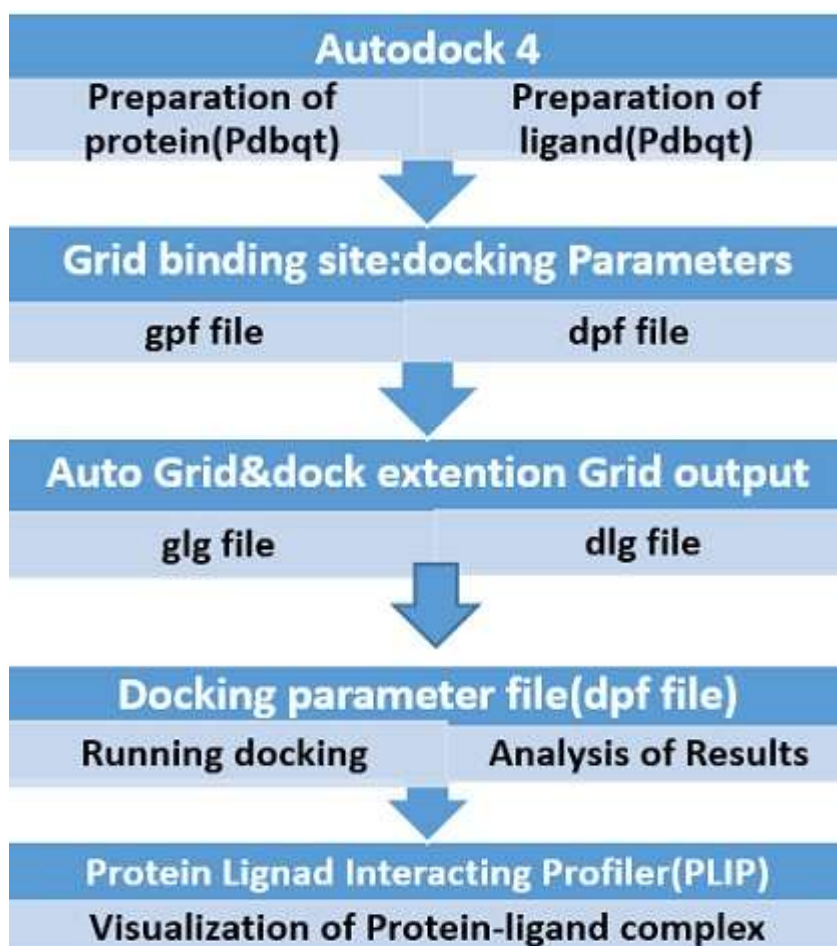 Autodock 4
Preparation of
protein(Pdbqt)
Preparation of
ligand(Pdbqt)
Grid binding site:docking Parameters
gpf file
dpf file
Auto Grid&dock extention Grid output
glg file
dlg file
Docking parameter file(dpf file)
Running docking
Analysis of Results
Protein Lignad Interacting Profiler(PLIP)
Visualization of Protein-ligand complex